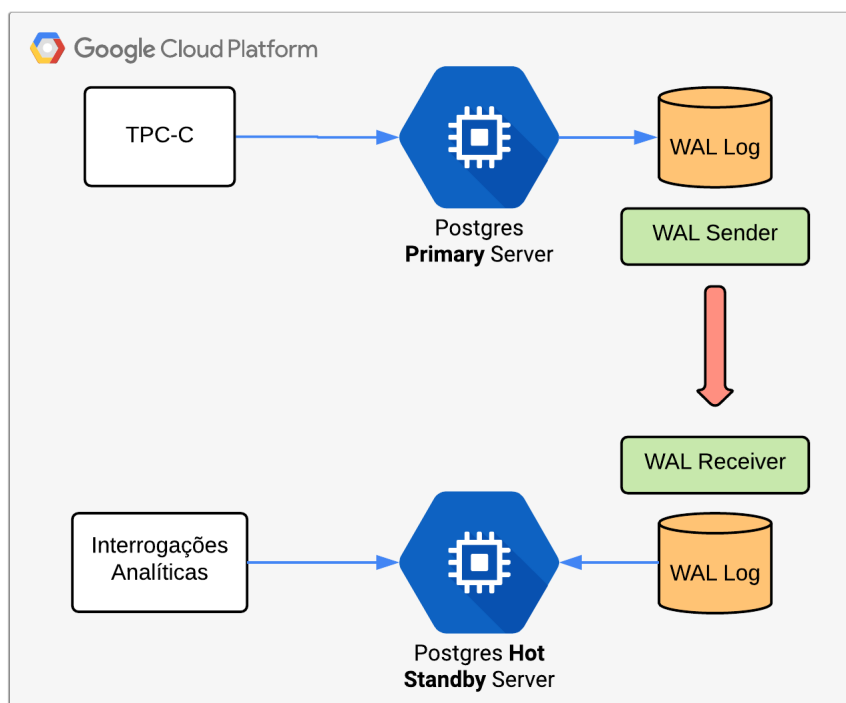 Google Cloud Platform
TPC-C
WAL Log
Postgres
Primary Server
WAL Sender
WAL Receiver
Interrogações
Analíticas
WAL Log
Postgres Hot
Standby Server